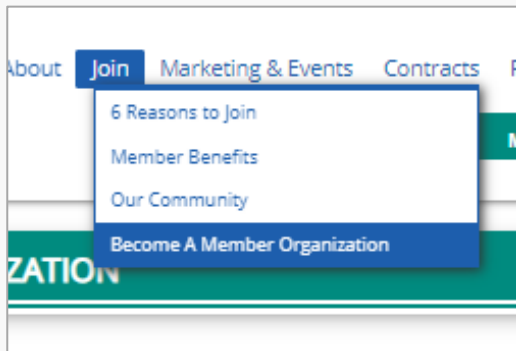 About Join Marketing & Events Contracts
6 Reasons to Join
Member Benefits
Our Community
Become A Member Organization
ZATION